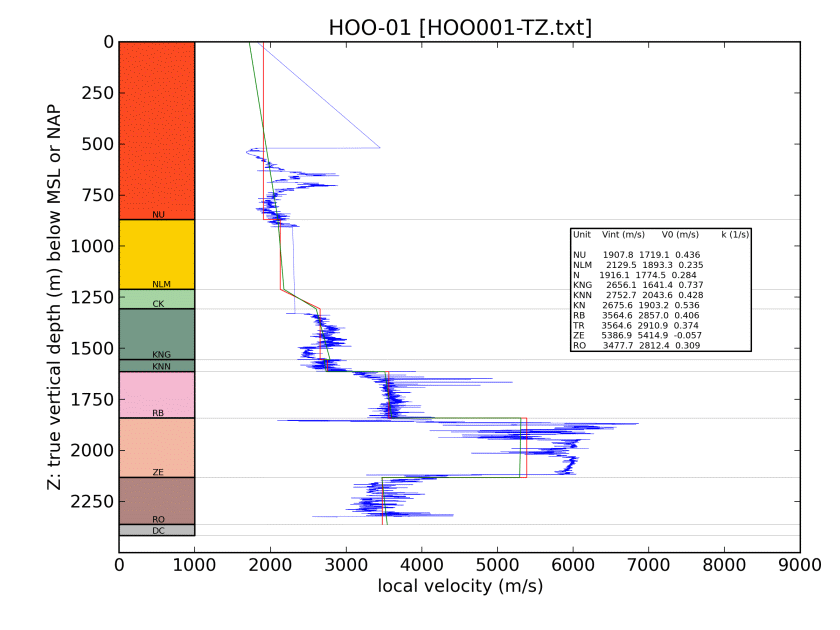 HOO-01 [HOO001-TZ.txt]
0
250
500
750
1000
1250
1500
1750
2000
2250
Z: true vertical depth (m) below MSL or NAP
NU
NLM
CK
KNG
KNN
RB
ZE
RO
DC
Unit Vint (m/s) V0 (m/s) k (1/s)
NU 1907.8 1719.1 0.436
NLM 2129.5 1893.3 0.235
N 1916.1 1774.5 0.284
KNG 2656.1 1641.4 0.737
KNN 2752.7 2043.6 0.428
KN 2675.6 1903.2 0.536
RB 3564.6 2857.0 0.406
TR 3564.6 2910.9 0.374
ZE 5386.9 5414.9 -0.057
RO 3477.7 2812.4 0.309
0 1000 2000 3000 4000 5000 6000 7000 8000 9000
local velocity (m/s)